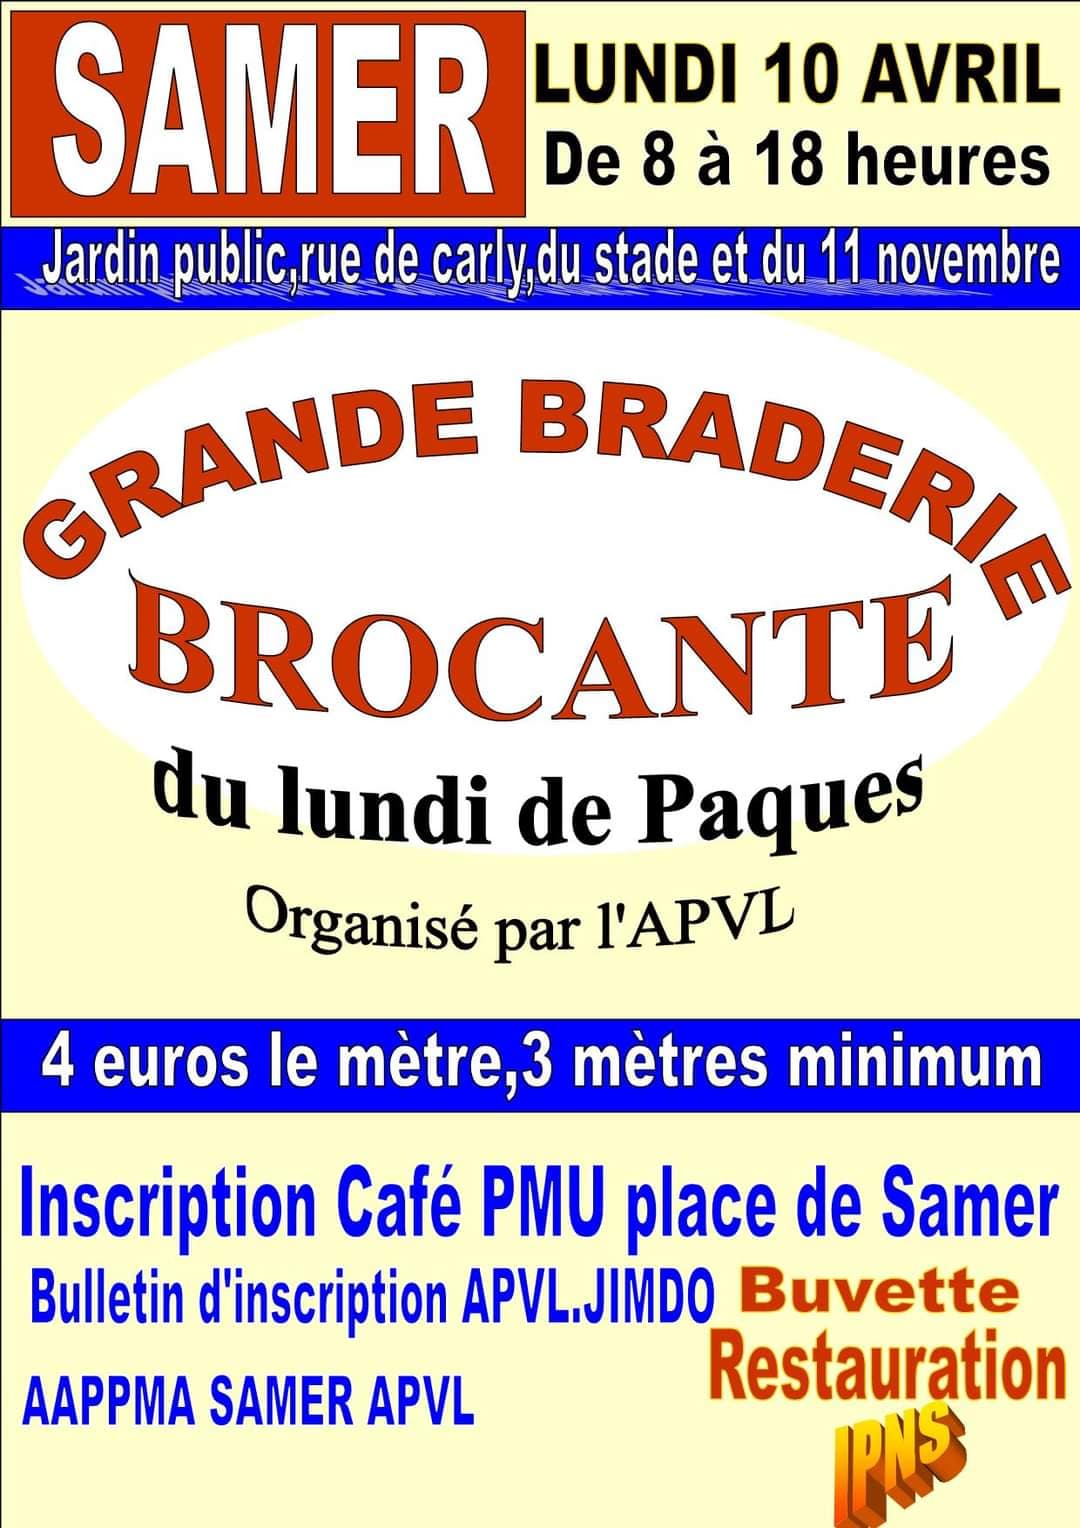 SAMER
LUNDI 10 AVRIL
De 8 à 18 heures
Jardin public,rue de carly,du stade et du 11 novembre
GRANDE BRADERIE
BROCANTE
du lundi de Paques
Organisé par l'APVL
4 euros le mètre,3 mètres minimum
Inscription Café PMU place de Samer
Bulletin d'inscription APVL.JIMDO
Buvette
Restauration
AAPPMA SAMER APVL
IPNS